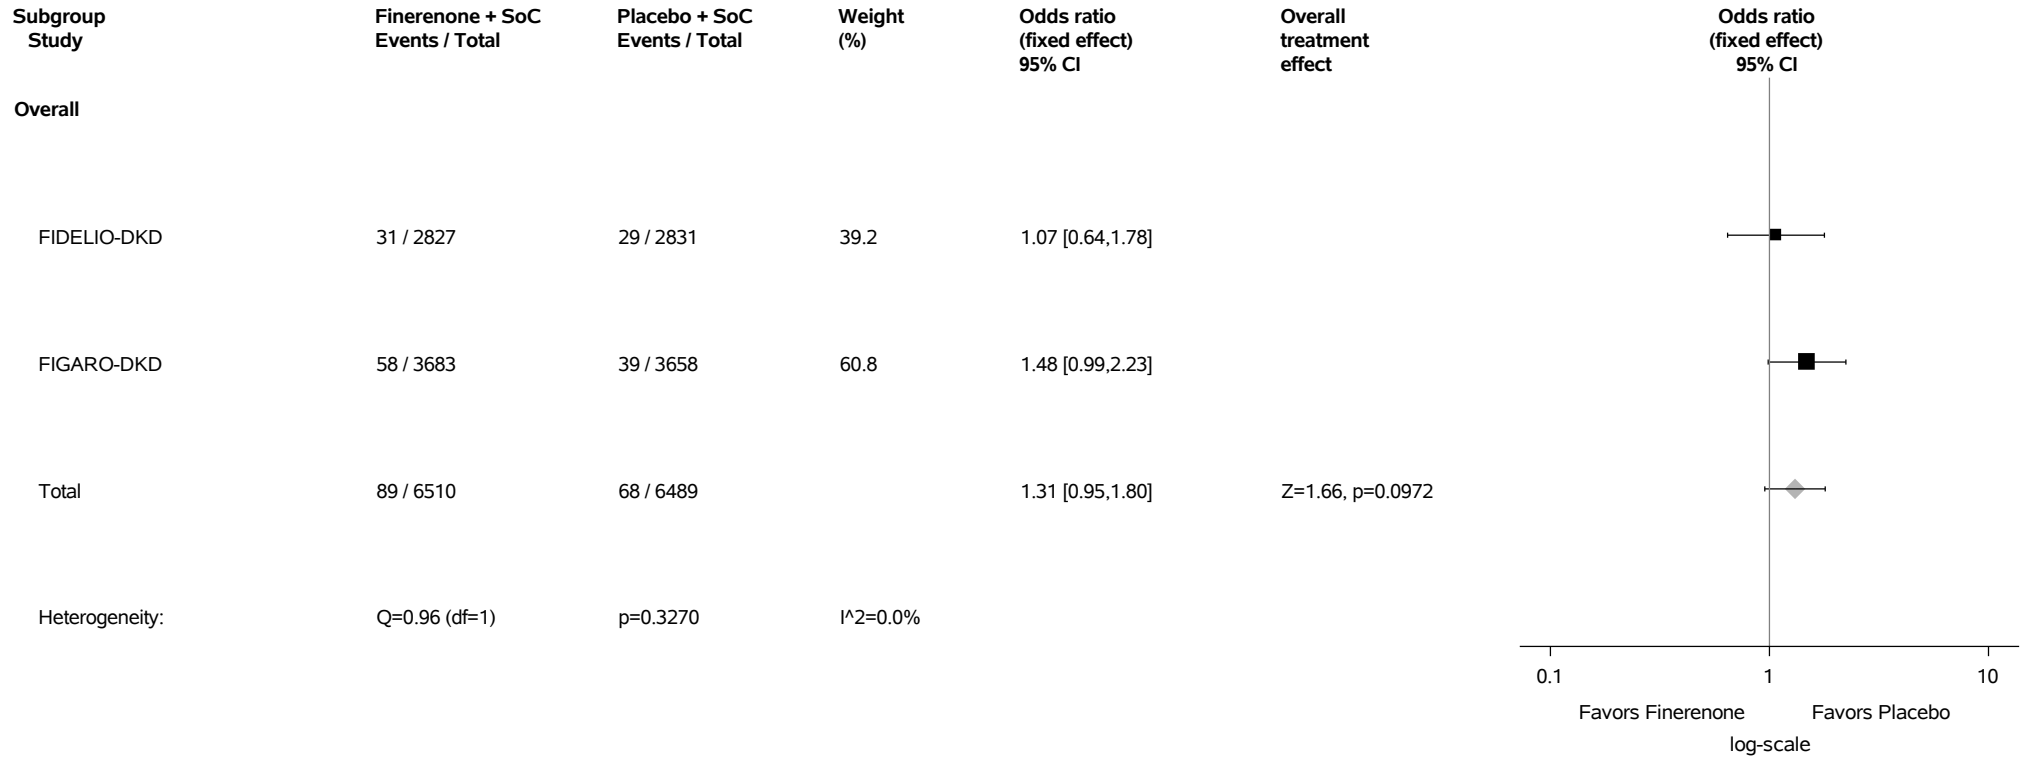 Subgroup Finerenone + SoC Placebo + SoC Weight Odds ratio Overall Odds ratio
Study Events / Total Events / Total (%) (fixed effect) treatment (fixed effect)
95% CI effect 95% CI
Overall
FIDELIO-DKD 31 / 2827 29 / 2831 39.2 1.07 [0.64,1.78]
FIGARO-DKD 58 / 3683 39 / 3658 60.8 1.48 [0.99,2.23]
Total 89 / 6510 68 / 6489 1.31 [0.95,1.80] Z=1.66, p=0.0972
Heterogeneity: Q=0.96 (df=1) p=0.3270 I^2=0.0%
0.1 1 10
Favors Finerenone Favors Placebo
log-scale